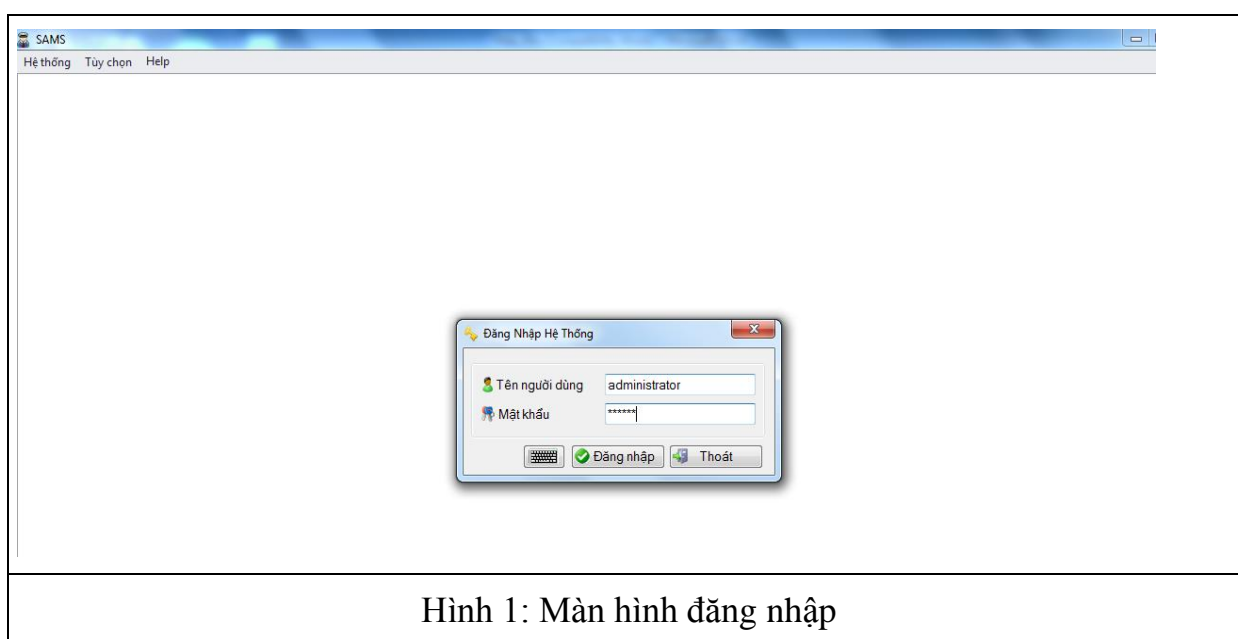 SAMS
Hệ thống Tùy chọn Help
Đăng Nhập Hệ Thống
Tên người dùng administrator
Mật khẩu ******
Đăng nhập Thoát
Hình 1: Màn hình đăng nhập